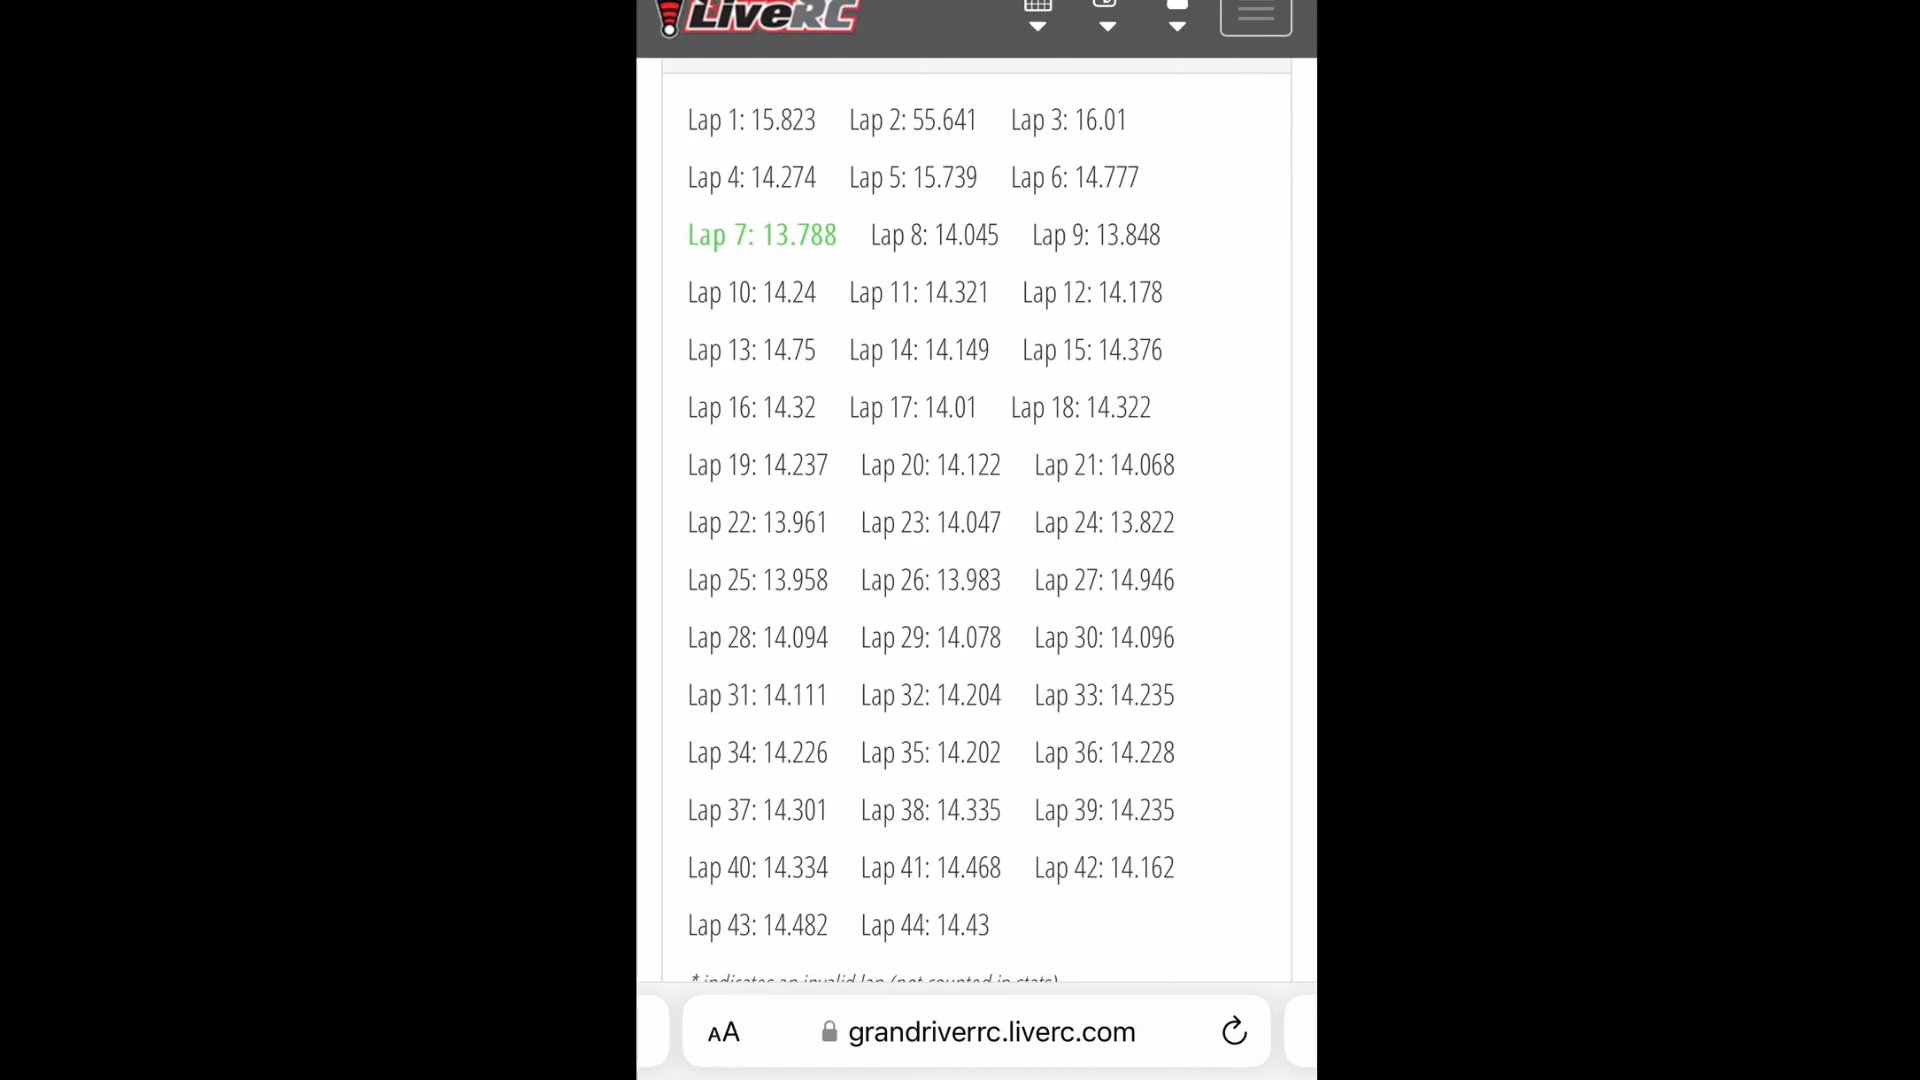 LiveRC
Lap 1: 15.823 Lap 2: 55.641 Lap 3: 16.01
Lap 4: 14.274 Lap 5: 15.739 Lap 6: 14.777
Lap 7: 13.788 Lap 8: 14.045 Lap 9: 13.848
Lap 10: 14.24 Lap 11: 14.321 Lap 12: 14.178
Lap 13: 14.75 Lap 14: 14.149 Lap 15: 14.376
Lap 16: 14.32 Lap 17: 14.01 Lap 18: 14.322
Lap 19: 14.237 Lap 20: 14.122 Lap 21: 14.068
Lap 22: 13.961 Lap 23: 14.047 Lap 24: 13.822
Lap 25: 13.958 Lap 26: 13.983 Lap 27: 14.946
Lap 28: 14.094 Lap 29: 14.078 Lap 30: 14.096
Lap 31: 14.111 Lap 32: 14.204 Lap 33: 14.235
Lap 34: 14.226 Lap 35: 14.202 Lap 36: 14.228
Lap 37: 14.301 Lap 38: 14.335 Lap 39: 14.235
Lap 40: 14.334 Lap 41: 14.468 Lap 42: 14.162
Lap 43: 14.482 Lap 44: 14.43
* indicates an invalid lap (not counted in stats)
AA grandriverrc.liverc.com